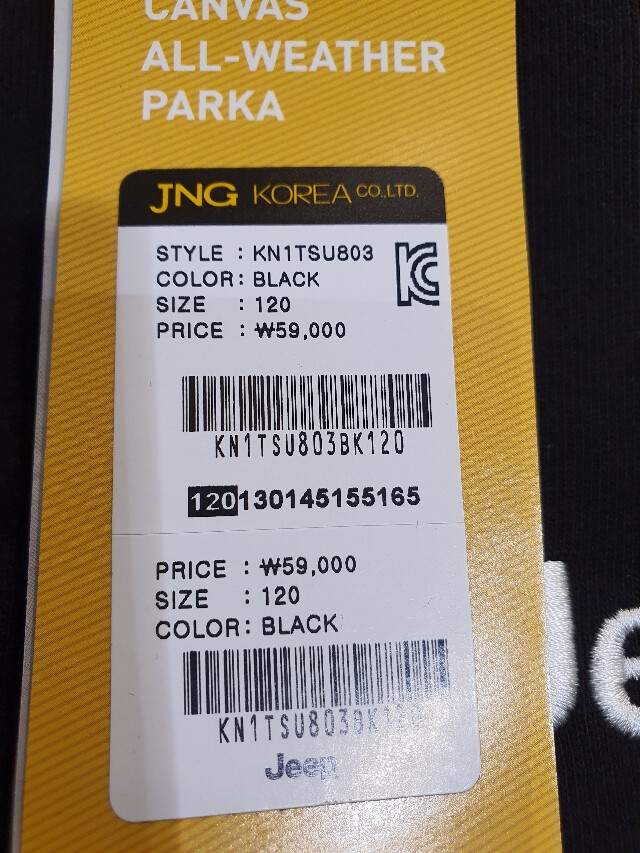 CANVAS
ALL-WEATHER
PARKA
JNG KOREA CO.,LTD.
STYLE : KN1TSU803
COLOR: BLACK
SIZE : 120
PRICE : ₩59,000
KN1TSU803BK120
120130145155165
PRICE : ₩59,000
SIZE : 120
COLOR: BLACK
KN1TSU803BK120
Jeep
Je